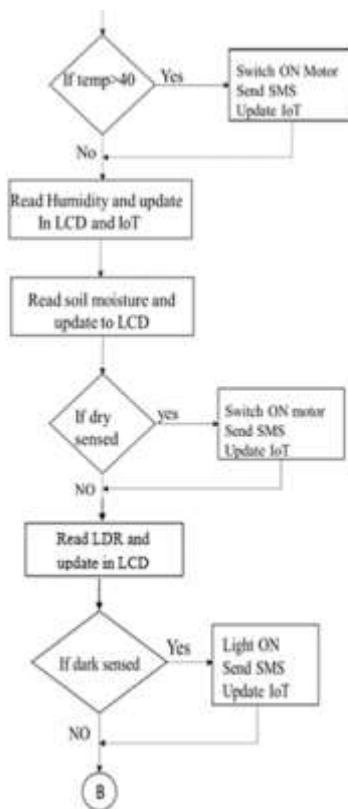 If temp>40
Yes
Switch ON Motor
Send SMS
Update IoT
No
Read Humidity and update
In LCD and IoT
Read soil moisture and
update to LCD
If dry
sensed
yes
Switch ON motor
Send SMS
Update IoT
NO
Read LDR and
update in LCD
If dark sensed
Yes
Light ON
Send SMS
Update IoT
NO
B